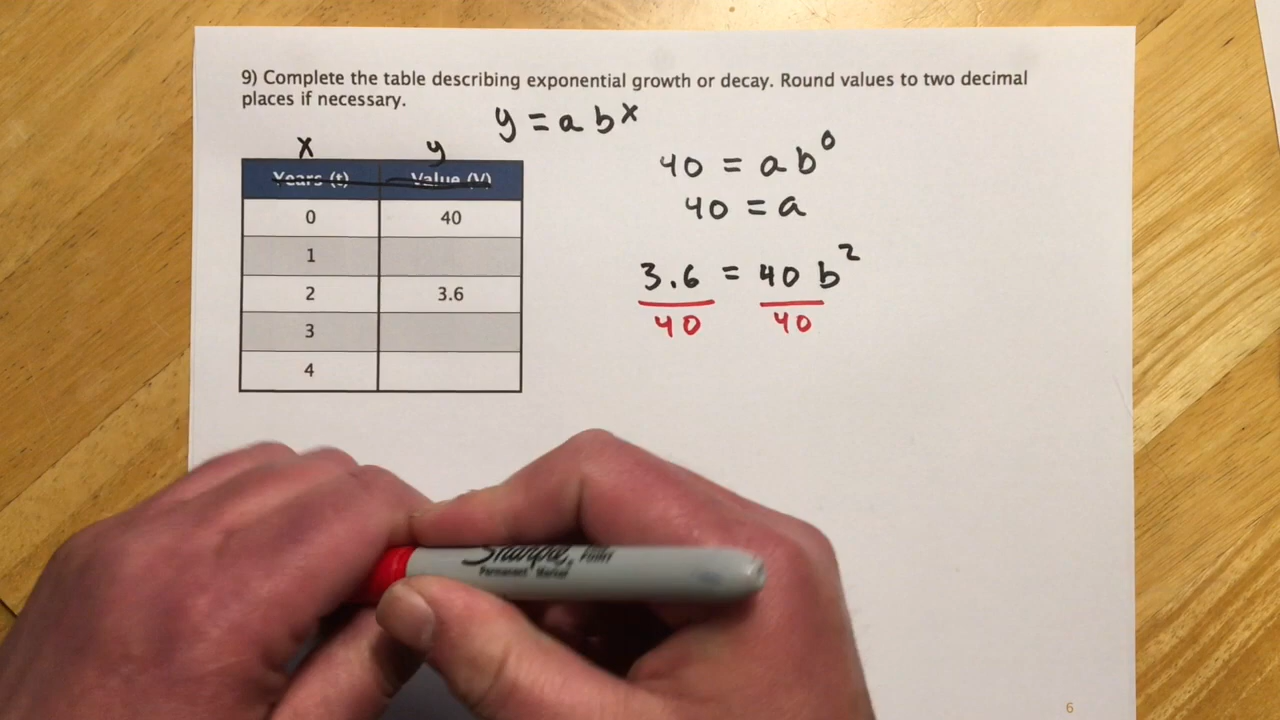 9) Complete the table describing exponential growth or decay. Round values to two decimal
places if necessary.
y = a b^x
x y
Years (t) Value (V)
0 40
1
2 3.6
3
4
40 = a b^0
40 = a
3.6 = 40 b^2
40 40
Sharpie
Permanent Marker
6